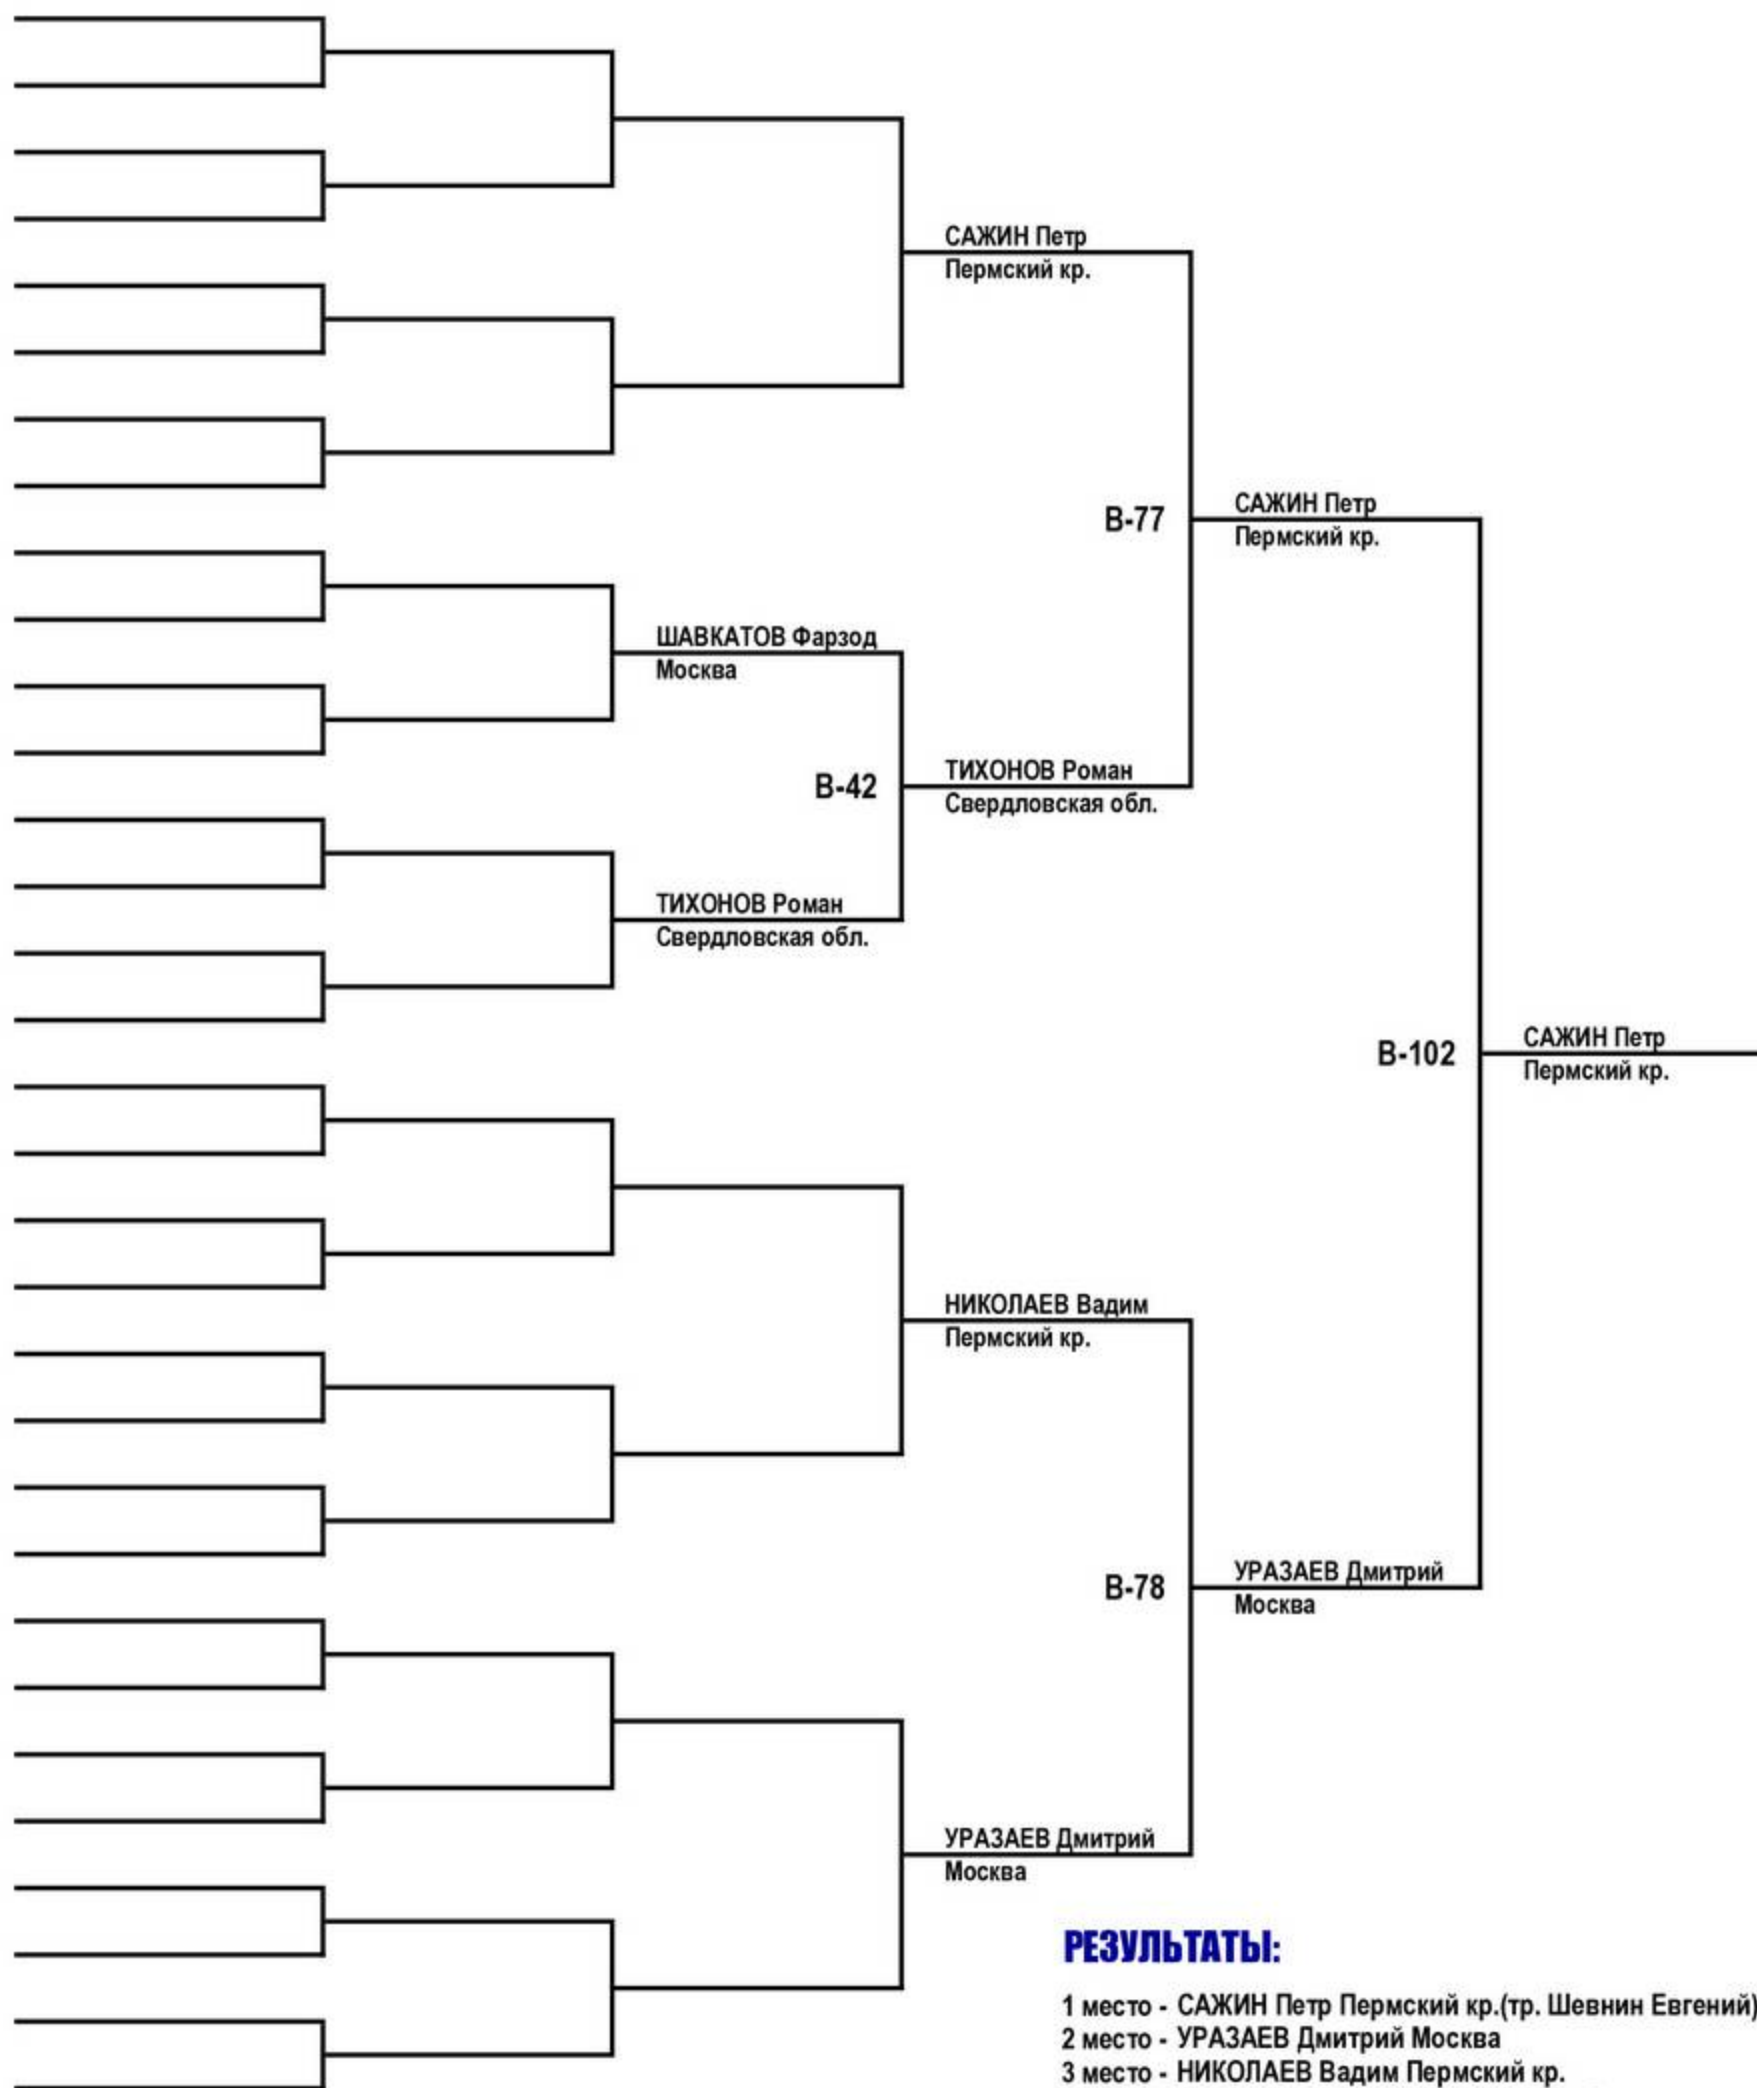 САЖИН Петр
Пермский кр.
В-77
САЖИН Петр
Пермский кр.
ШАВКАТОВ Фарзод
Москва
В-42
ТИХОНОВ Роман
Свердловская обл.
ТИХОНОВ Роман
Свердловская обл.
В-102
САЖИН Петр
Пермский кр.
НИКОЛАЕВ Вадим
Пермский кр.
В-78
УРАЗАЕВ Дмитрий
Москва
УРАЗАЕВ Дмитрий
Москва
РЕЗУЛЬТАТЫ:
1 место - САЖИН Петр Пермский кр.(тр. Шевнин Евгений)
2 место - УРАЗАЕВ Дмитрий Москва
3 место - НИКОЛАЕВ Вадим Пермский кр.